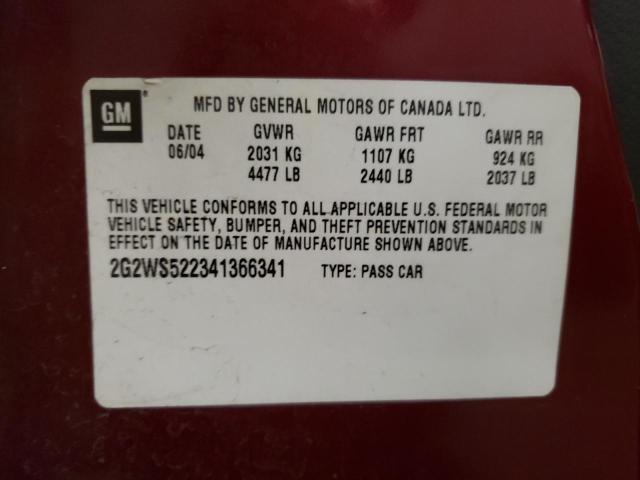 GM ® MFD BY GENERAL MOTORS OF CANADA LTD.
DATE GVWR GAWR FRT GAWR RR
06/04 2031 KG 1107 KG 924 KG
4477 LB 2440 LB 2037 LB
THIS VEHICLE CONFORMS TO ALL APPLICABLE U.S. FEDERAL MOTOR
VEHICLE SAFETY, BUMPER, AND THEFT PREVENTION STANDARDS IN
EFFECT ON THE DATE OF MANUFACTURE SHOWN ABOVE.
2G2WS522341366341 TYPE: PASS CAR